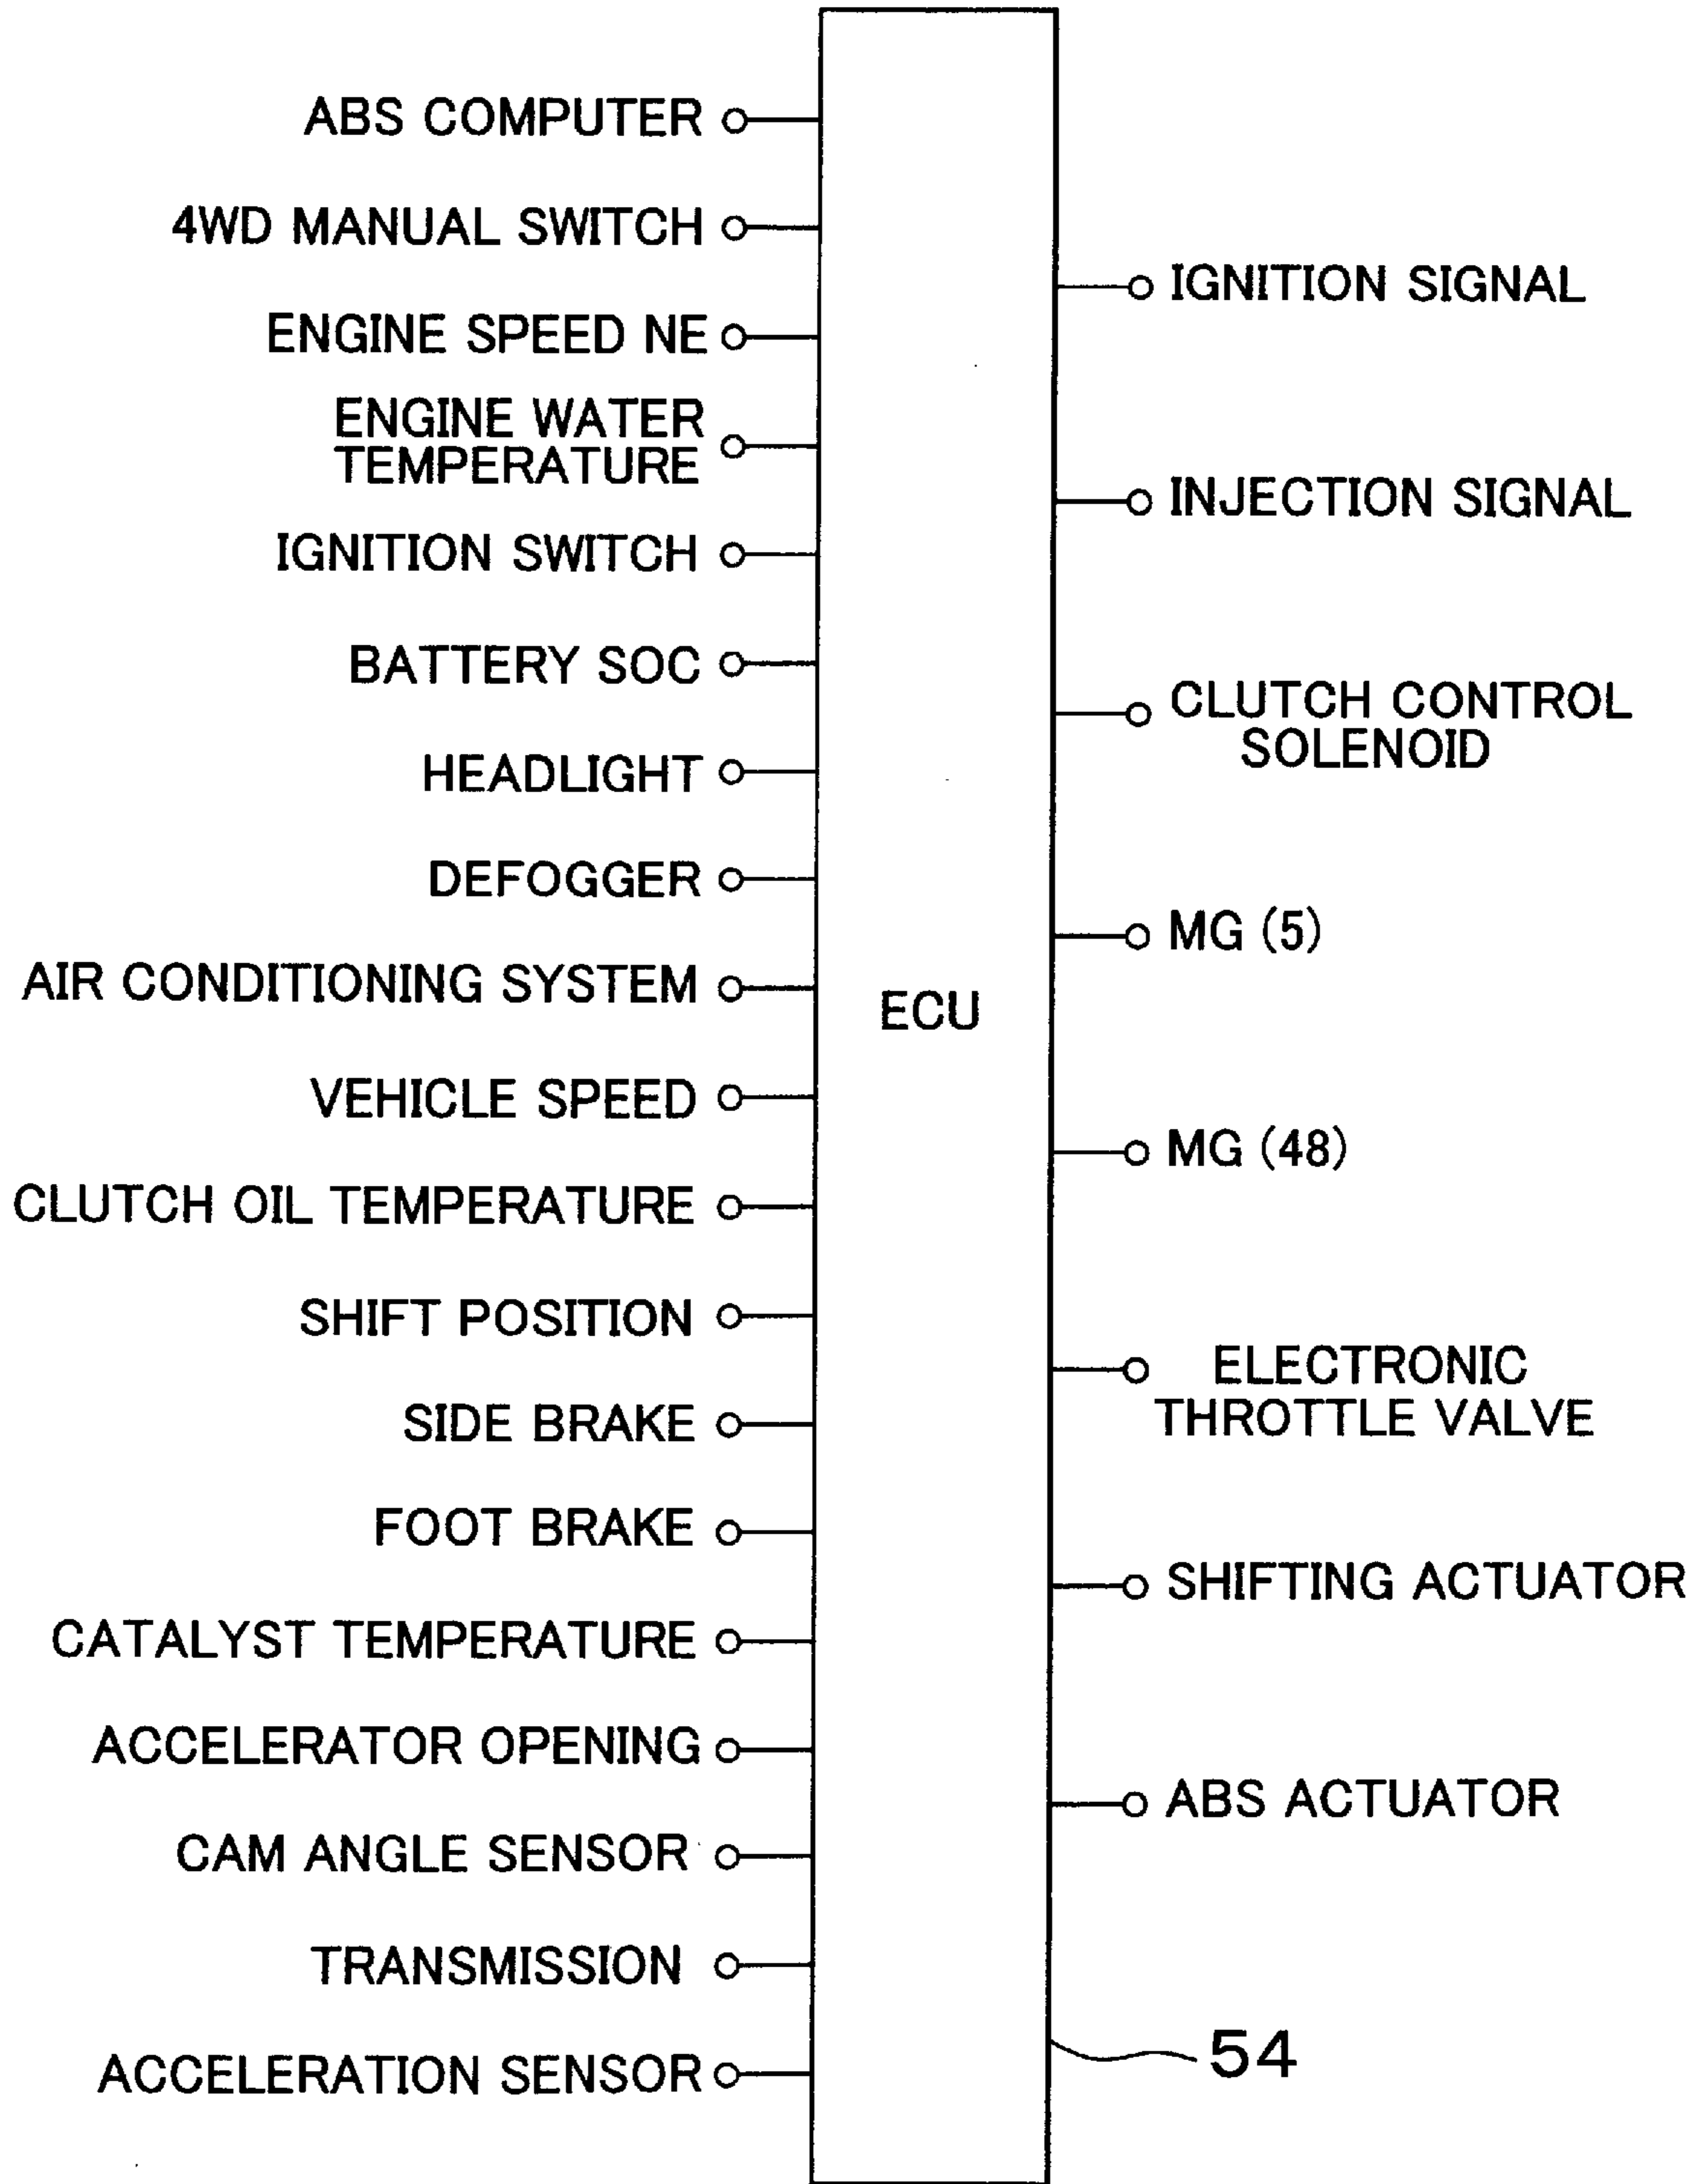 ABS COMPUTER
4WD MANUAL SWITCH
ENGINE SPEED NE
ENGINE WATER
TEMPERATURE
IGNITION SWITCH
BATTERY SOC
HEADLIGHT
DEFOGGER
AIR CONDITIONING SYSTEM
VEHICLE SPEED
CLUTCH OIL TEMPERATURE
SHIFT POSITION
SIDE BRAKE
FOOT BRAKE
CATALYST TEMPERATURE
ACCELERATOR OPENING
CAM ANGLE SENSOR
TRANSMISSION
ACCELERATION SENSOR
ECU
IGNITION SIGNAL
INJECTION SIGNAL
CLUTCH CONTROL
SOLENOID
MG (5)
MG (48)
ELECTRONIC
THROTTLE VALVE
SHIFTING ACTUATOR
ABS ACTUATOR
54